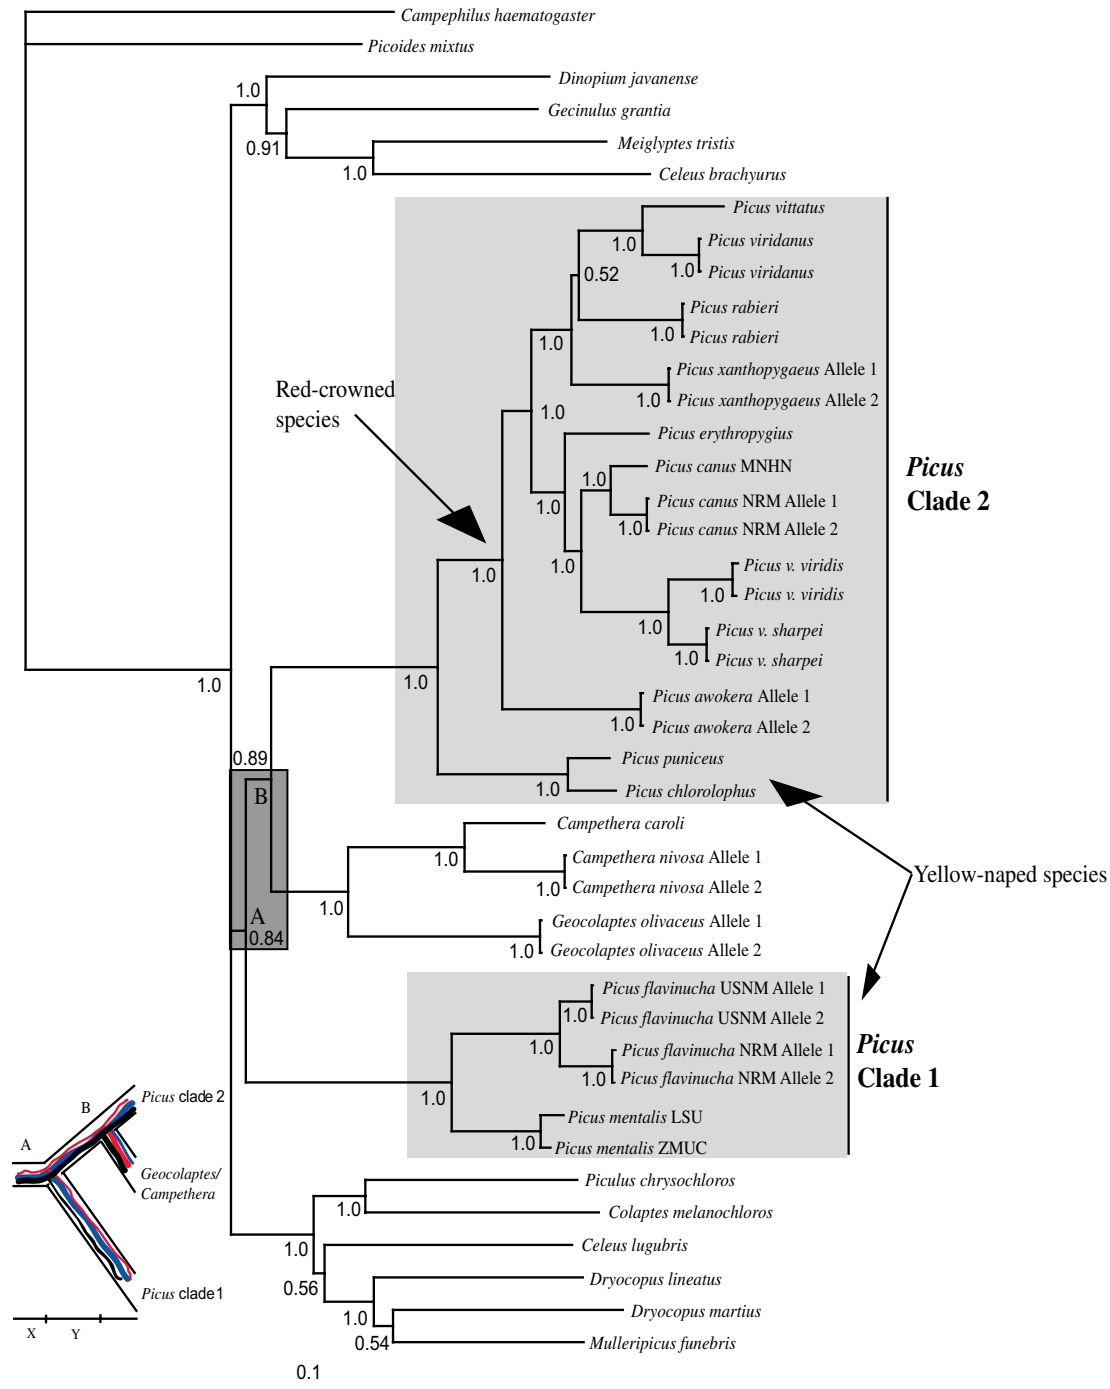 Campephilus haematogaster
Picoides mixtus
Dinopium javanense
1.0
Gecinulus grantia
0.91
Meiglyptes tristis
1.0
Celeus brachyurus
Picus vittatus
1.0
Picus viridanus
1.0
Picus viridanus
0.52
Picus rabieri
1.0
Picus rabieri
1.0
Picus xanthopygaeus Allele 1
1.0
Picus xanthopygaeus Allele 2
Red-crowned
species
1.0
Picus erythropygius
Picus canus MNHN
1.0
Picus
Clade 2
1.0
Picus canus NRM Allele 1
1.0
Picus canus NRM Allele 2
1.0
Picus v. viridis
1.0
1.0
Picus v. viridis
1.0
Picus v. sharpei
1.0
Picus v. sharpei
1.0
1.0
Picus awokera Allele 1
1.0
Picus awokera Allele 2
0.89
Picus puniceus
1.0
Picus chlorolophus
B
Campethera caroli
1.0
Campethera nivosa Allele 1
1.0
Campethera nivosa Allele 2
Yellow-naped species
1.0
A
0.84
Geocolaptes olivaceus Allele 1
1.0
Geocolaptes olivaceus Allele 2
Picus flavinucha USNM Allele 1
1.0
Picus flavinucha USNM Allele 2
1.0
Picus flavinucha NRM Allele 1
1.0
Picus flavinucha NRM Allele 2
Picus
Clade 1
1.0
Picus mentalis LSU
1.0
Picus mentalis ZMUC
Piculus chrysochloros
1.0
Colaptes melanochloros
1.0
Celeus lugubris
0.56
Dryocopus lineatus
1.0
Dryocopus martius
0.54
Mulleripicus funebris
0.1
B
Picus clade 2
A
Geocolaptes/
Campethera
Picus clade1
X
Y